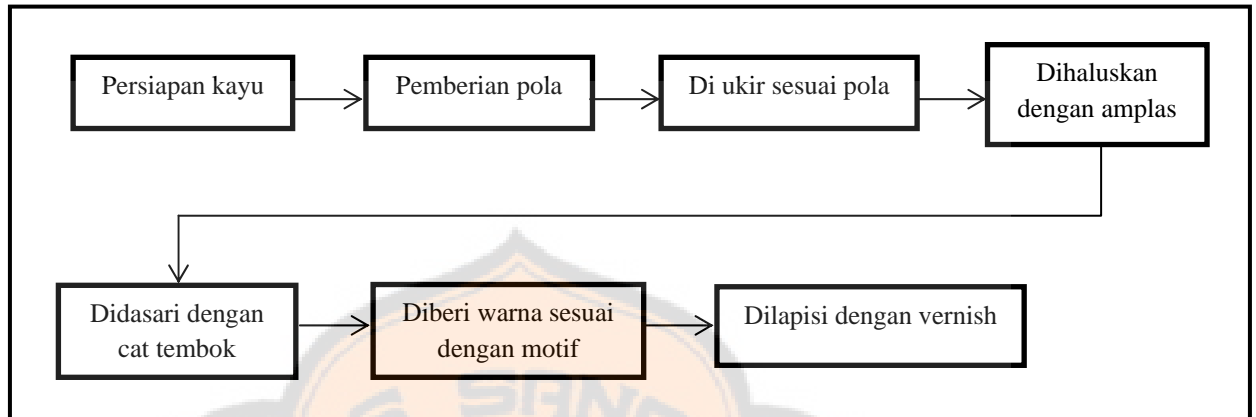 Persiapan kayu
Pemberian pola
Di ukir sesuai pola
Dihaluskan
dengan amplas
Didasari dengan
cat tembok
Diberi warna sesuai
dengan motif
Dilapisi dengan vernish